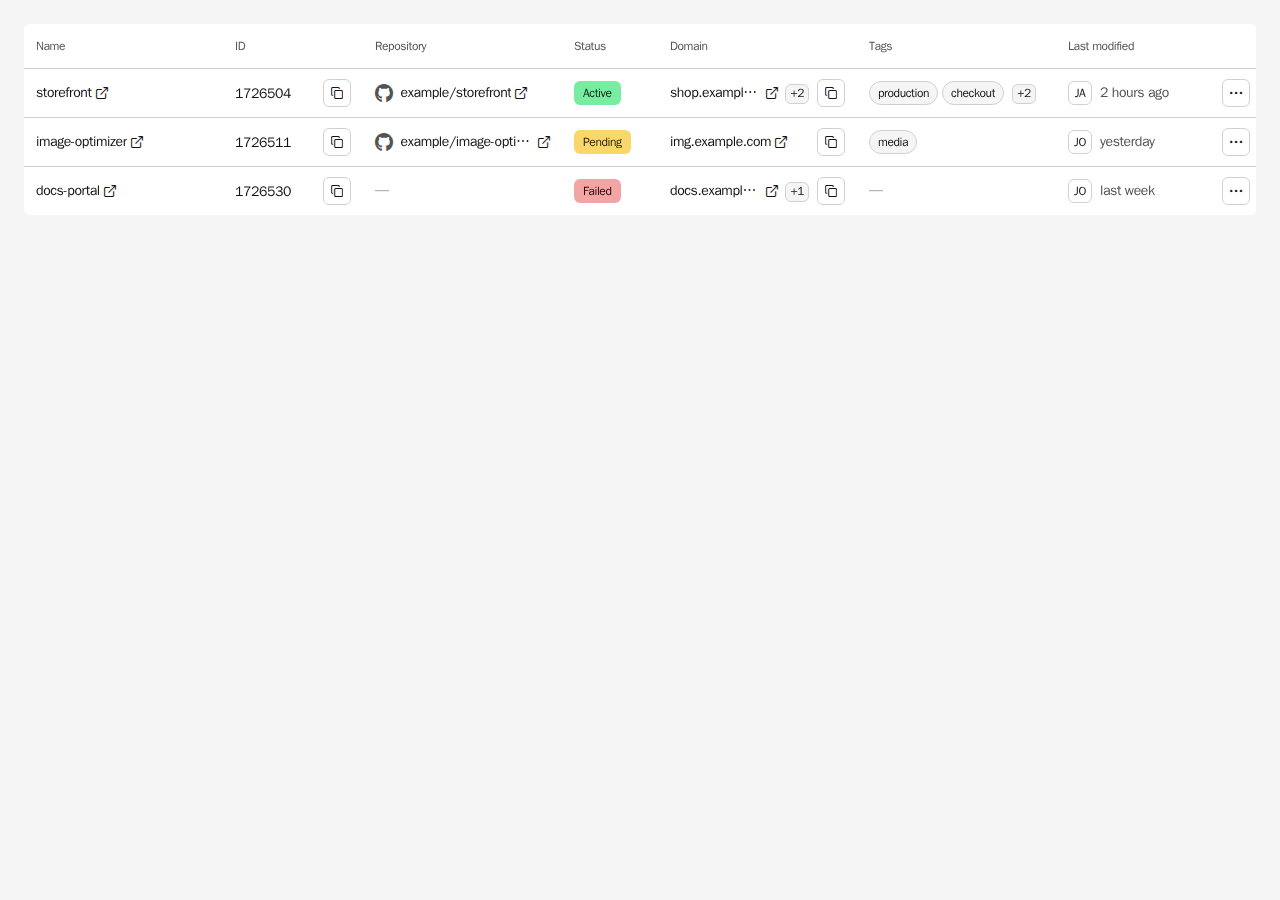 Name ID Repository Status Domain Tags Last modified
storefront 1726504 example/storefront Active shop.exampl··· +2 production checkout +2 JA 2 hours ago
image-optimizer 1726511 example/image-opti··· Pending img.example.com media JO yesterday
docs-portal 1726530 — Failed docs.exampl··· +1 — JO last week